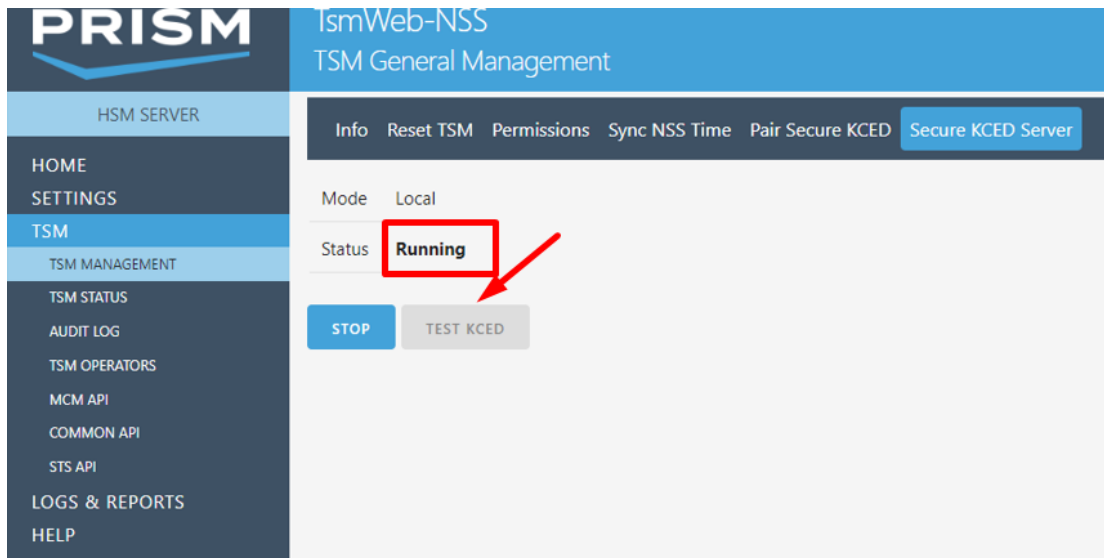 PRISM
TsmWeb-NSS
TSM General Management
HSM SERVER
Info Reset TSM Permissions Sync NSS Time Pair Secure KCED Secure KCED Server
HOME
SETTINGS
TSM
TSM MANAGEMENT
TSM STATUS
AUDIT LOG
TSM OPERATORS
MCM API
COMMON API
STS API
LOGS & REPORTS
HELP
Mode Local
Status Running
STOP TEST KCED